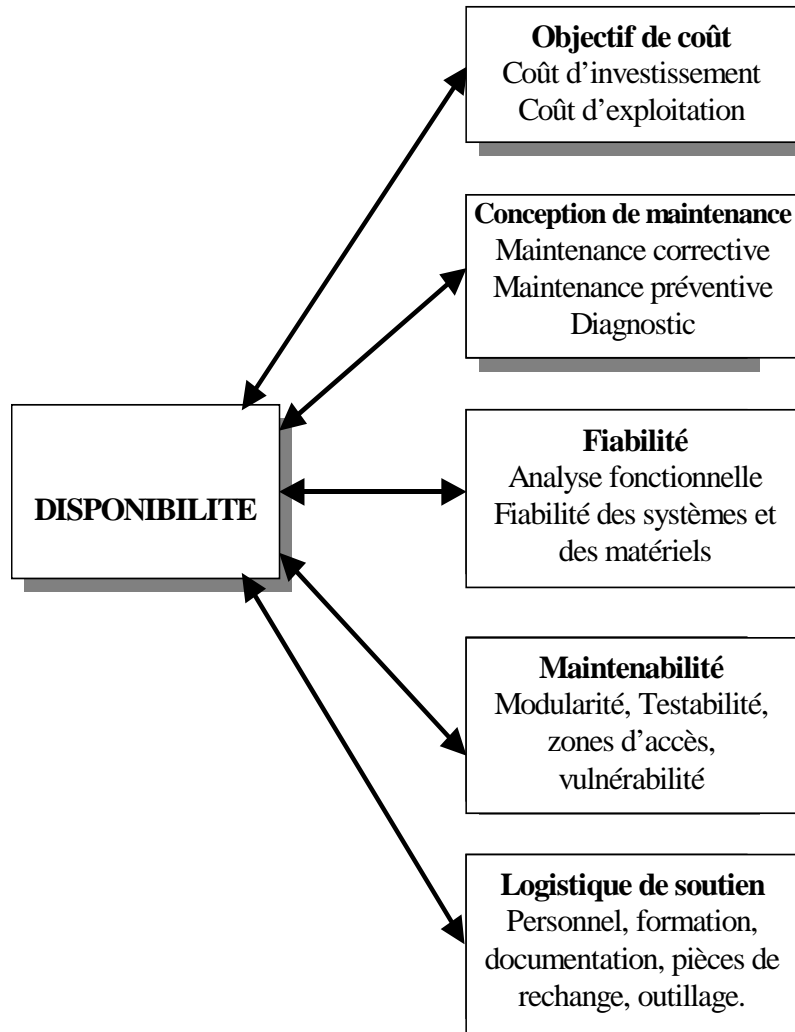 Objectif de coût
Coût d’investissement
Coût d’exploitation
Conception de maintenance
Maintenance corrective
Maintenance préventive
Diagnostic
DISPONIBILITE
Fiabilité
Analyse fonctionnelle
Fiabilité des systèmes et
des matériels
Maintenabilité
Modularité, Testabilité,
zones d’accès,
vulnérabilité
Logistique de soutien
Personnel, formation,
documentation, pièces de
rechange, outillage.